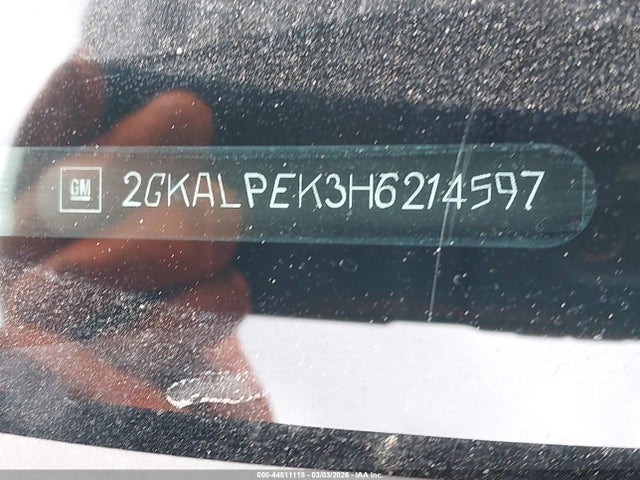 GM 2GKALPEK3H6214597
000-44511118 - 03/03/2026 - IAA Inc.